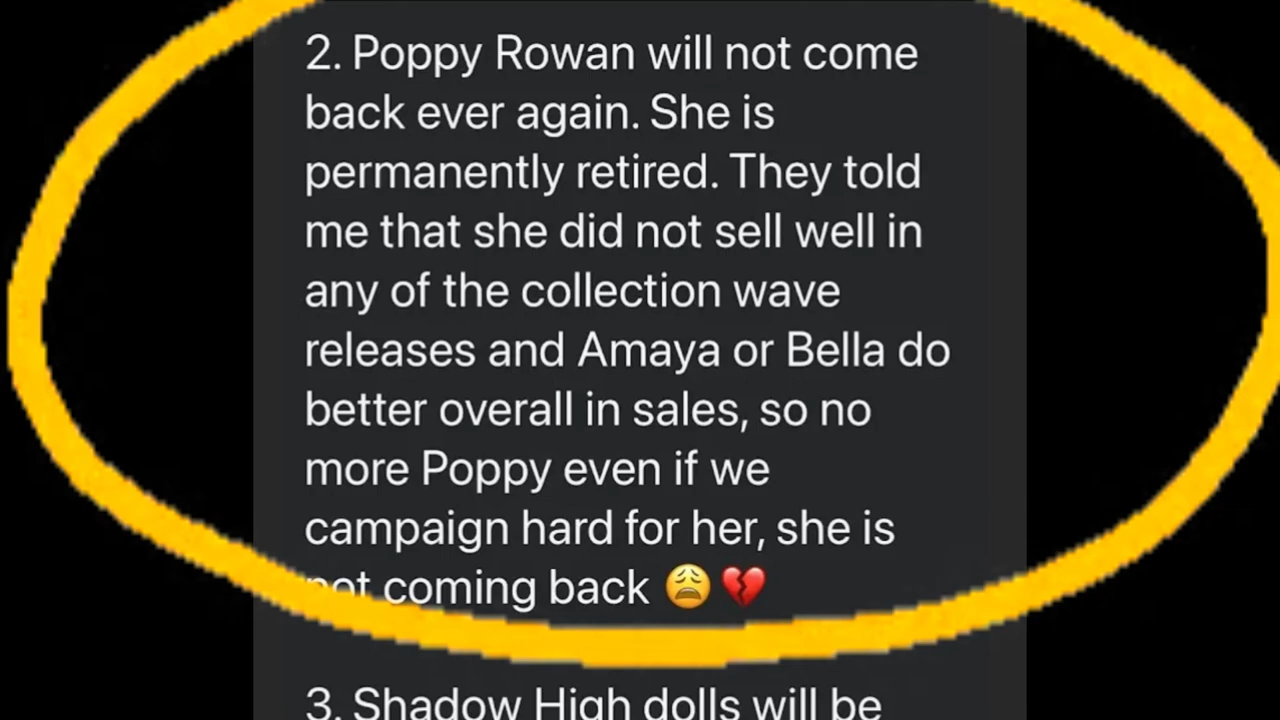 2. Poppy Rowan will not come
back ever again. She is
permanently retired. They told
me that she did not sell well in
any of the collection wave
releases and Amaya or Bella do
better overall in sales, so no
more Poppy even if we
campaign hard for her, she is
not coming back 😩💔
3. Shadow High dolls will be